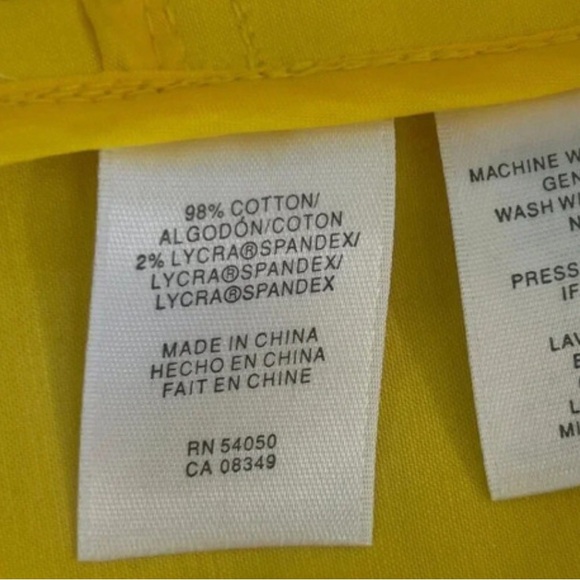 98% COTTON/
ALGODÓN/COTON
2% LYCRA®SPANDEX/
LYCRA®SPANDEX/
LYCRA®SPANDEX
MADE IN CHINA
HECHO EN CHINA
FAIT EN CHINE
RN 54050
CA 08349
MACHINE W
GEN
WASH WI
N
PRESS
IF
LAV
E
L
MI